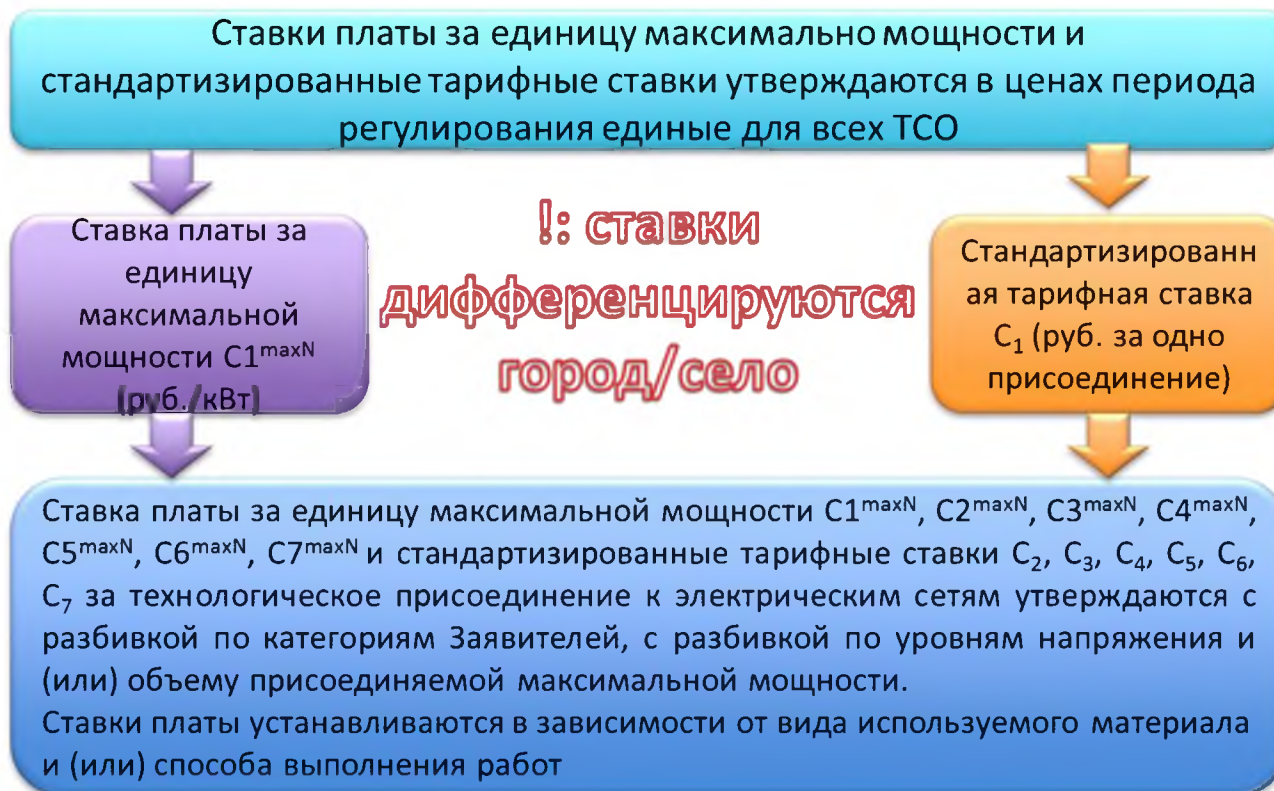 Ставки платы за единицу максимально мощности и
стандартизированные тарифные ставки утверждаются в ценах периода
регулирования единые для всех ТСО
Ставка платы за
единицу
максимальной
мощности С1ᵐᵃˣᴺ
(руб./кВт)
!: ставки
дифференцируются
город/село
Стандартизированн
ая тарифная ставка
С₁ (руб. за одно
присоединение)
Ставка платы за единицу максимальной мощности С1ᵐᵃˣᴺ, С2ᵐᵃˣᴺ, С3ᵐᵃˣᴺ, С4ᵐᵃˣᴺ,
С5ᵐᵃˣᴺ, С6ᵐᵃˣᴺ, С7ᵐᵃˣᴺ и стандартизированные тарифные ставки С₂, С₃, С₄, С₅, С₆,
С₇ за технологическое присоединение к электрическим сетям утверждаются с
разбивкой по категориям Заявителей, с разбивкой по уровням напряжения и
(или) объему присоединяемой максимальной мощности.
Ставки платы устанавливаются в зависимости от вида используемого материала
и (или) способа выполнения работ